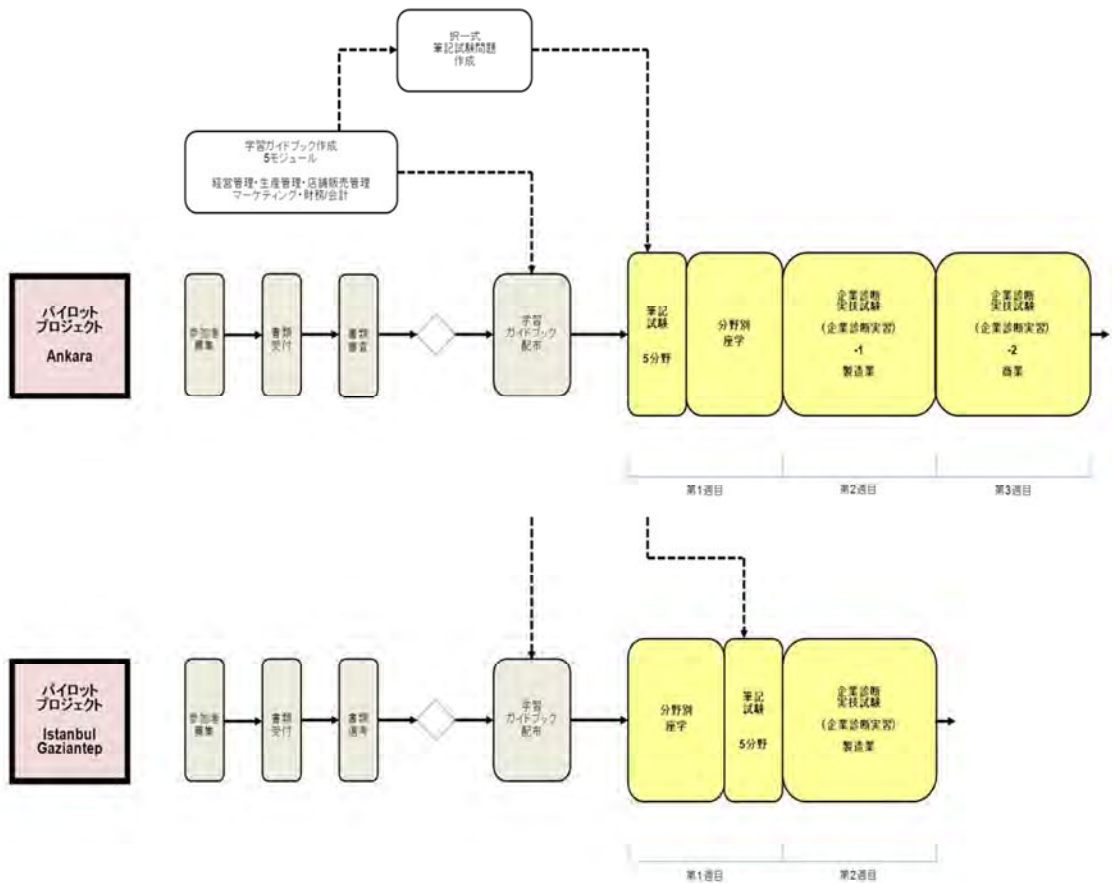 択一式
筆記試験問題
作成
学習ガイドブック作成
5モジュール
経営管理・生産管理・店舗販売管理
マーケティング・財務/会計
パイロット
プロジェクト
Ankara
参加者
募集
書類
受付
書類
審査
学習
ガイドブック
配布
筆記
試験
5分野
分野別
座学
企業診断
実技試験
(企業診断実習)
-1
製造業
企業診断
実技試験
(企業診断実習)
-2
商業
第1週目
第2週目
第3週目
パイロット
プロジェクト
Istanbul
Gaziantep
参加者
募集
書類
受付
書類
選考
学習
ガイドブック
配布
分野別
座学
筆記
試験
5分野
企業診断
実技試験
(企業診断実習)
製造業
第1週目
第2週目